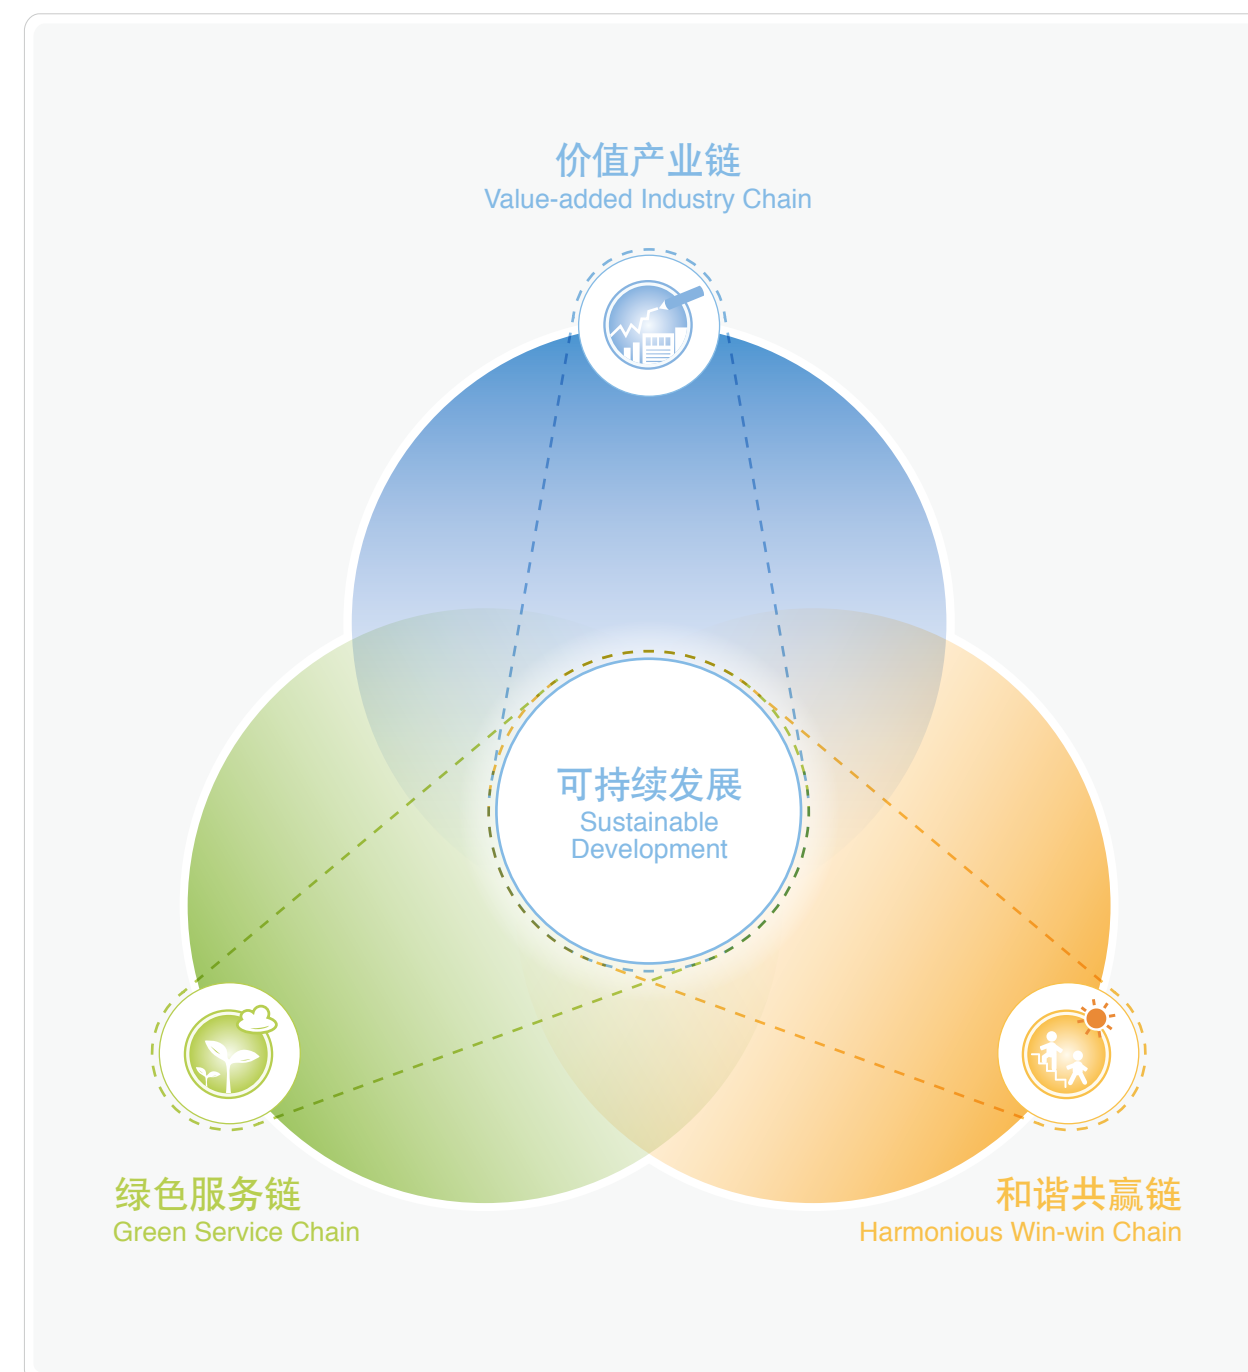 价值产业链
Value-added Industry Chain
可持续发展
Sustainable
Development
绿色服务链
Green Service Chain
和谐共赢链
Harmonious Win-win Chain